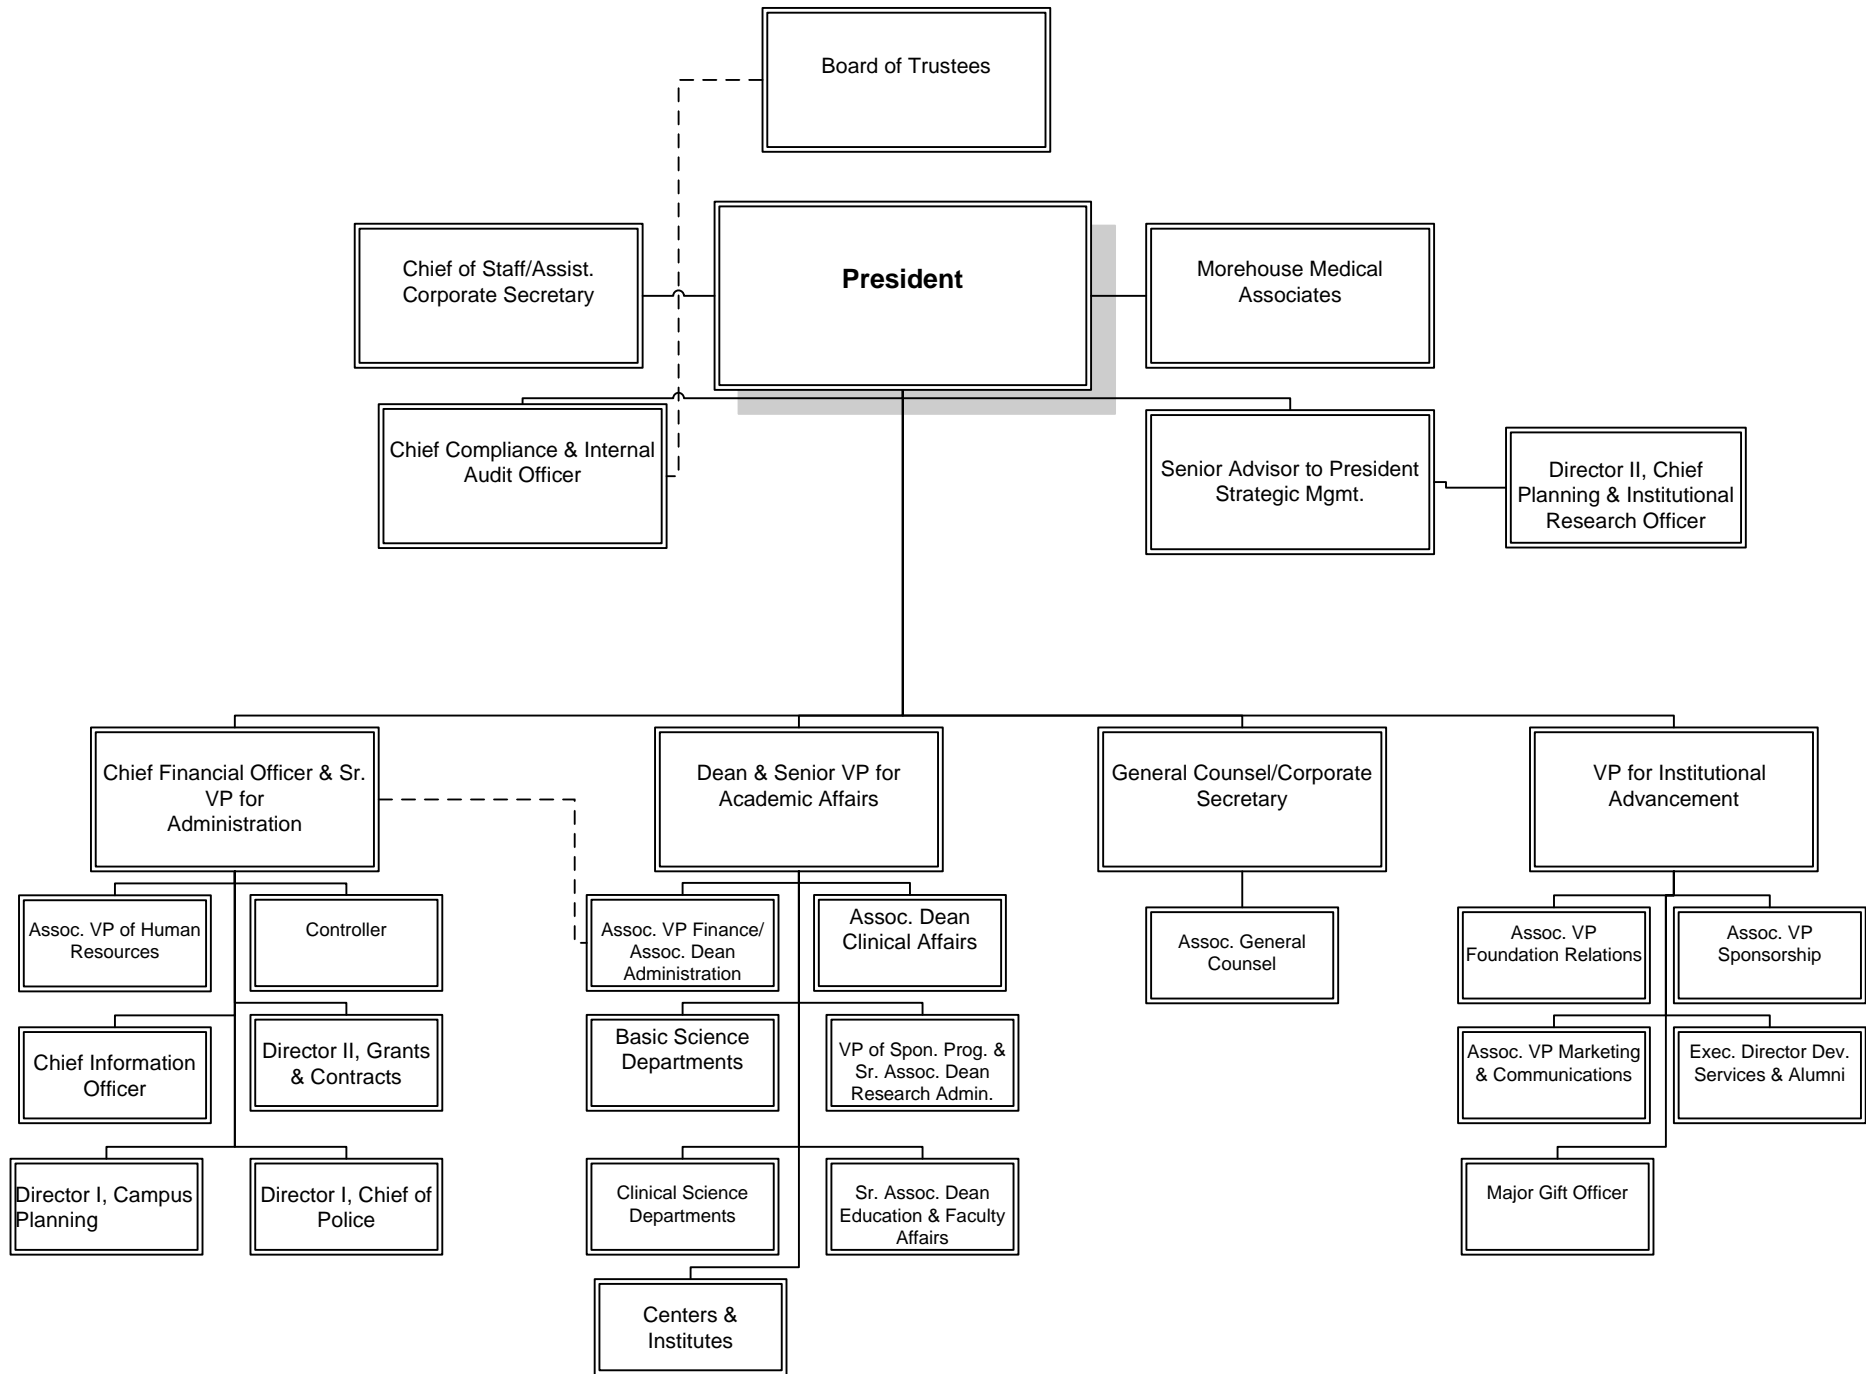 Board of Trustees
Chief of Staff/Assist.
Corporate Secretary
President
Morehouse Medical
Associates
Chief Compliance & Internal
Audit Officer
Senior Advisor to President
Strategic Mgmt.
Director II, Chief
Planning & Institutional
Research Officer
Chief Financial Officer & Sr.
VP for
Administration
Dean & Senior VP for
Academic Affairs
General Counsel/Corporate
Secretary
VP for Institutional
Advancement
Assoc. VP of Human
Resources
Controller
Assoc. VP Finance/
Assoc. Dean
Administration
Assoc. Dean
Clinical Affairs
Assoc. General
Counsel
Assoc. VP
Foundation Relations
Assoc. VP
Sponsorship
Chief Information
Officer
Director II, Grants
& Contracts
Basic Science
Departments
VP of Spon. Prog. &
Sr. Assoc. Dean
Research Admin.
Assoc. VP Marketing
& Communications
Exec. Director Dev.
Services & Alumni
Director I, Campus
Planning
Director I, Chief of
Police
Clinical Science
Departments
Sr. Assoc. Dean
Education & Faculty
Affairs
Major Gift Officer
Centers &
Institutes